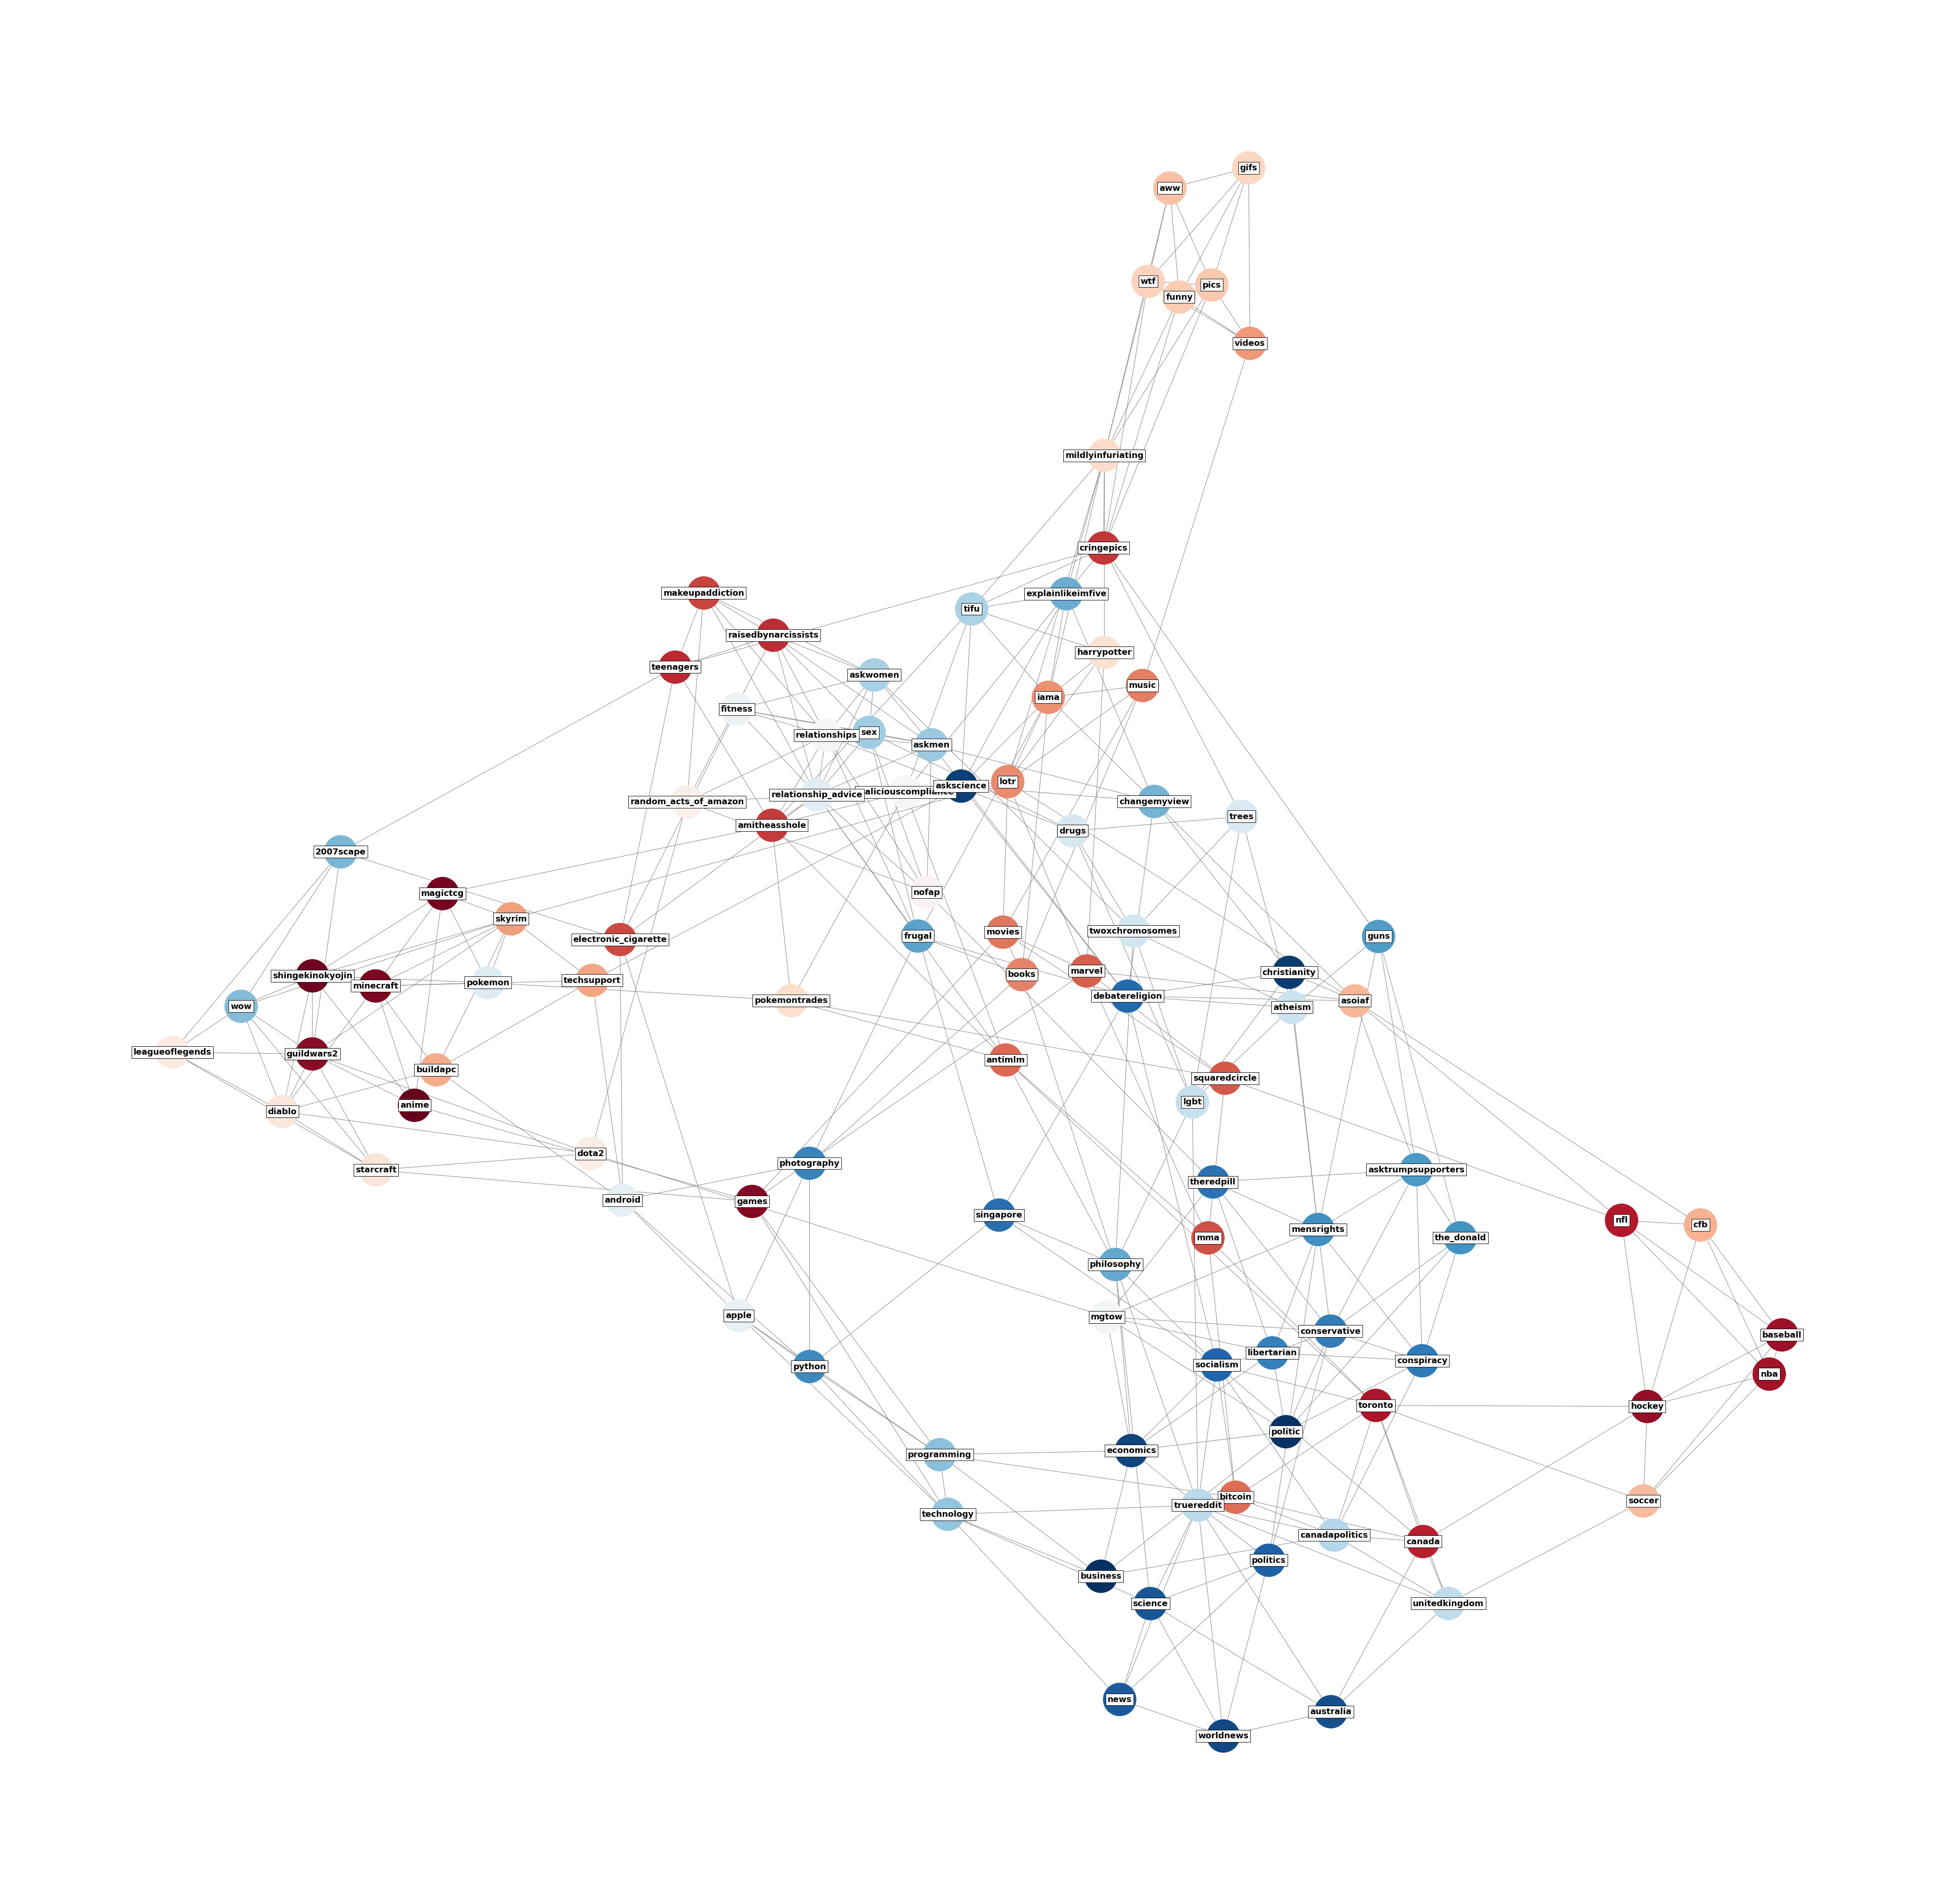 gifs
aww
wtf
pics
funny
videos
mildlyinfuriating
cringepics
makeupaddiction
explainlikeimfive
tifu
raisedbynarcissists
harrypotter
teenagers
askwomen
music
iama
fitness
sex
relationships
askmen
lotr
askscience
aliciouscompliance
relationship_advice
random_acts_of_amazon
changemyview
trees
amitheasshole
drugs
2007scape
nofap
magictcg
skyrim
twoxchromosomes
movies
frugal
guns
electronic_cigarette
marvel
christianity
books
shingekinokyojin
techsupport
pokemon
minecraft
debatereligion
pokemontrades
asoiaf
wow
atheism
leagueoflegends
guildwars2
antimlm
buildapc
squaredcircle
lgbt
anime
diablo
dota2
photography
starcraft
asktrumpsupporters
theredpill
android
games
singapore
nfl
cfb
mensrights
mma
the_donald
philosophy
apple
mgtow
conservative
baseball
libertarian
conspiracy
socialism
python
nba
toronto
hockey
politic
economics
programming
bitcoin
soccer
truereddit
technology
canadapolitics
canada
politics
business
science
unitedkingdom
news
australia
worldnews